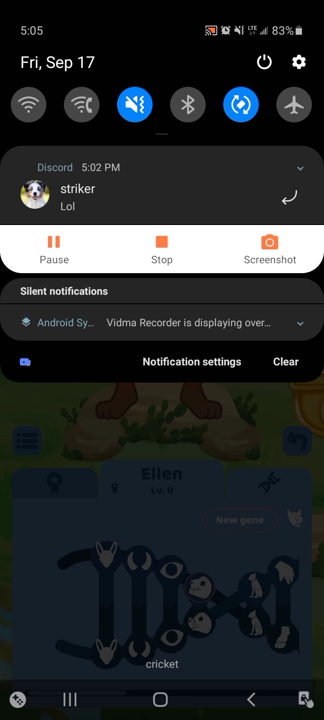 5:05
LTE
83%
Fri, Sep 17
Discord 5:02 PM
striker
Lol
Pause
Stop
Screenshot
Silent notifications
Android Sy... Vidma Recorder is displaying over...
Notification settings
Clear
Ellen
Lv. 0
New gene
cricket